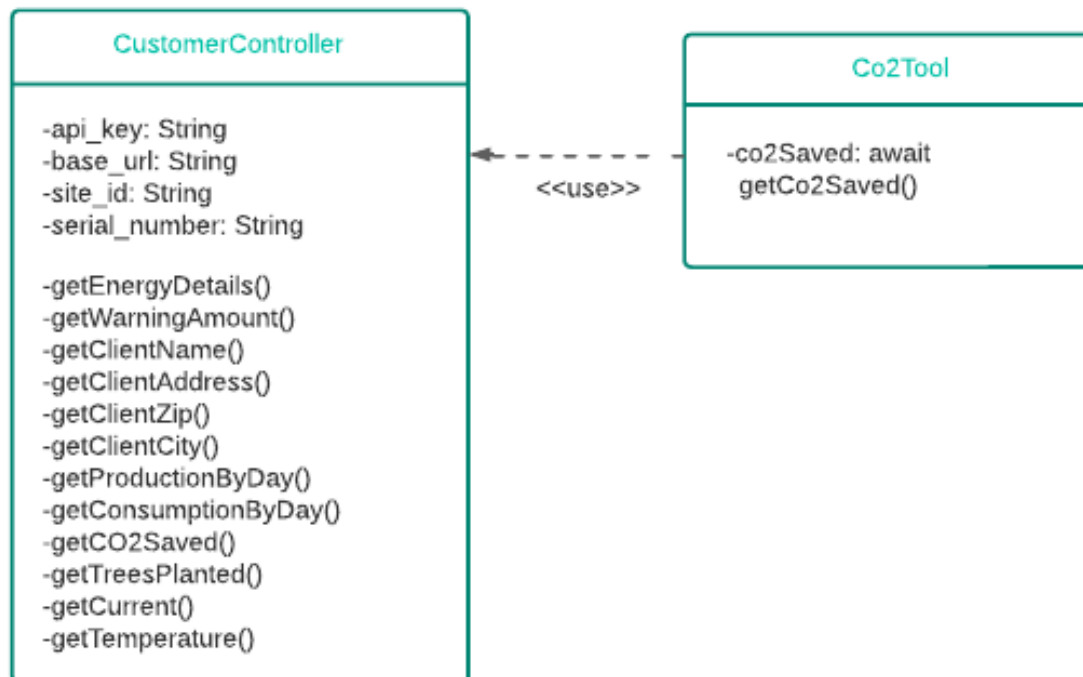 CustomerController
-api_key: String
-base_url: String
-site_id: String
-serial_number: String
-getEnergyDetails()
-getWarningAmount()
-getClientName()
-getClientAddress()
-getClientZip()
-getClientCity()
-getProductionByDay()
-getConsumptionByDay()
-getCO2Saved()
-getTreesPlanted()
-getCurrent()
-getTemperature()
<<use>>
Co2Tool
-co2Saved: await
getCo2Saved()